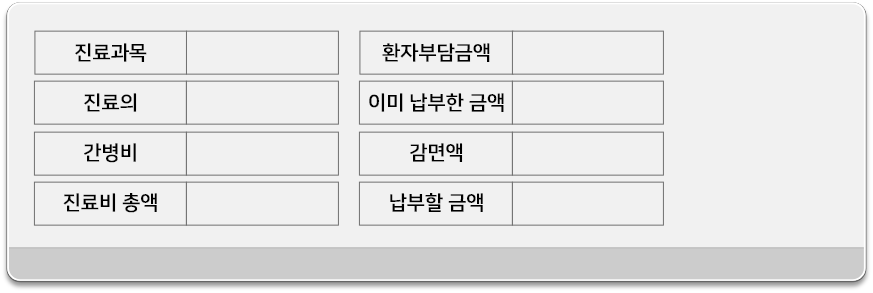 진료과목
환자부담금액
진료의
이미 납부한 금액
간병비
감면액
진료비 총액
납부할 금액